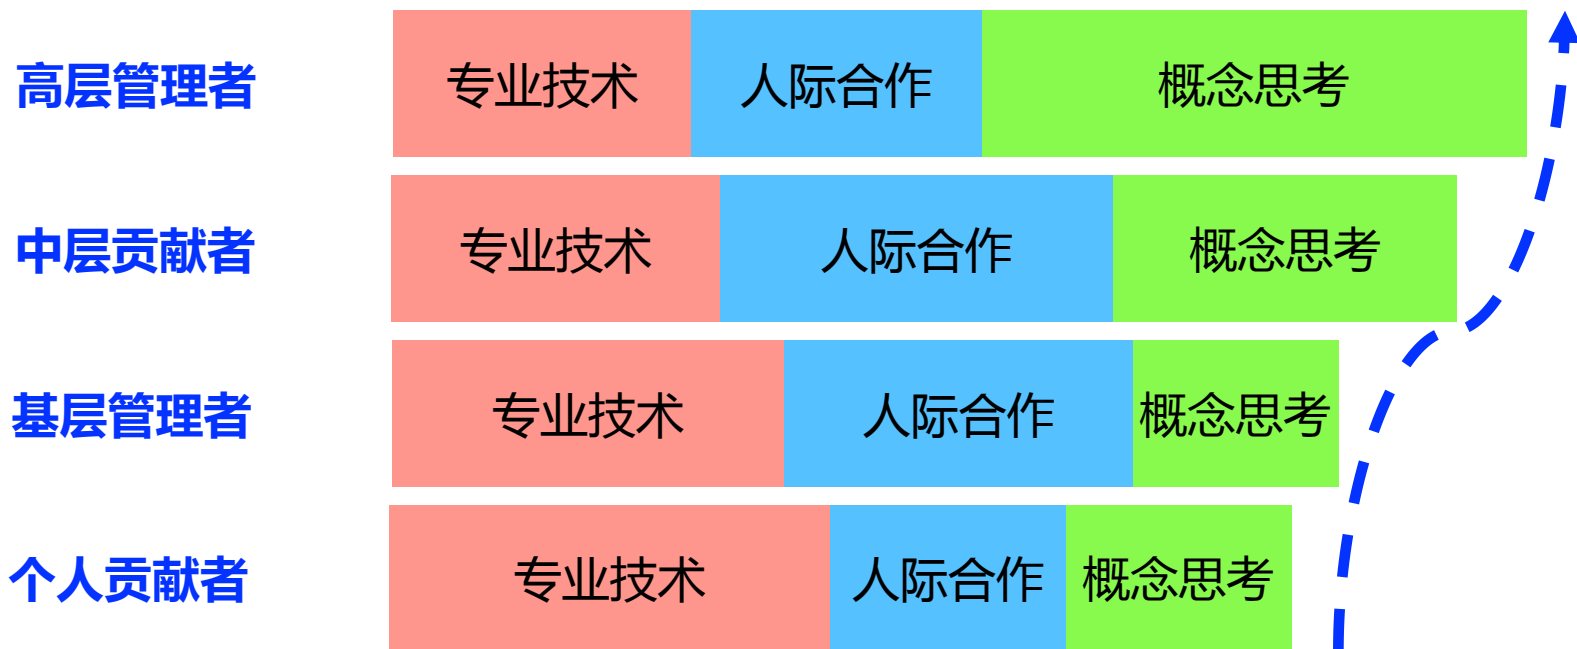 高层管理者 专业技术 人际合作 概念思考
中层贡献者 专业技术 人际合作 概念思考
基层管理者 专业技术 人际合作 概念思考
个人贡献者 专业技术 人际合作 概念思考